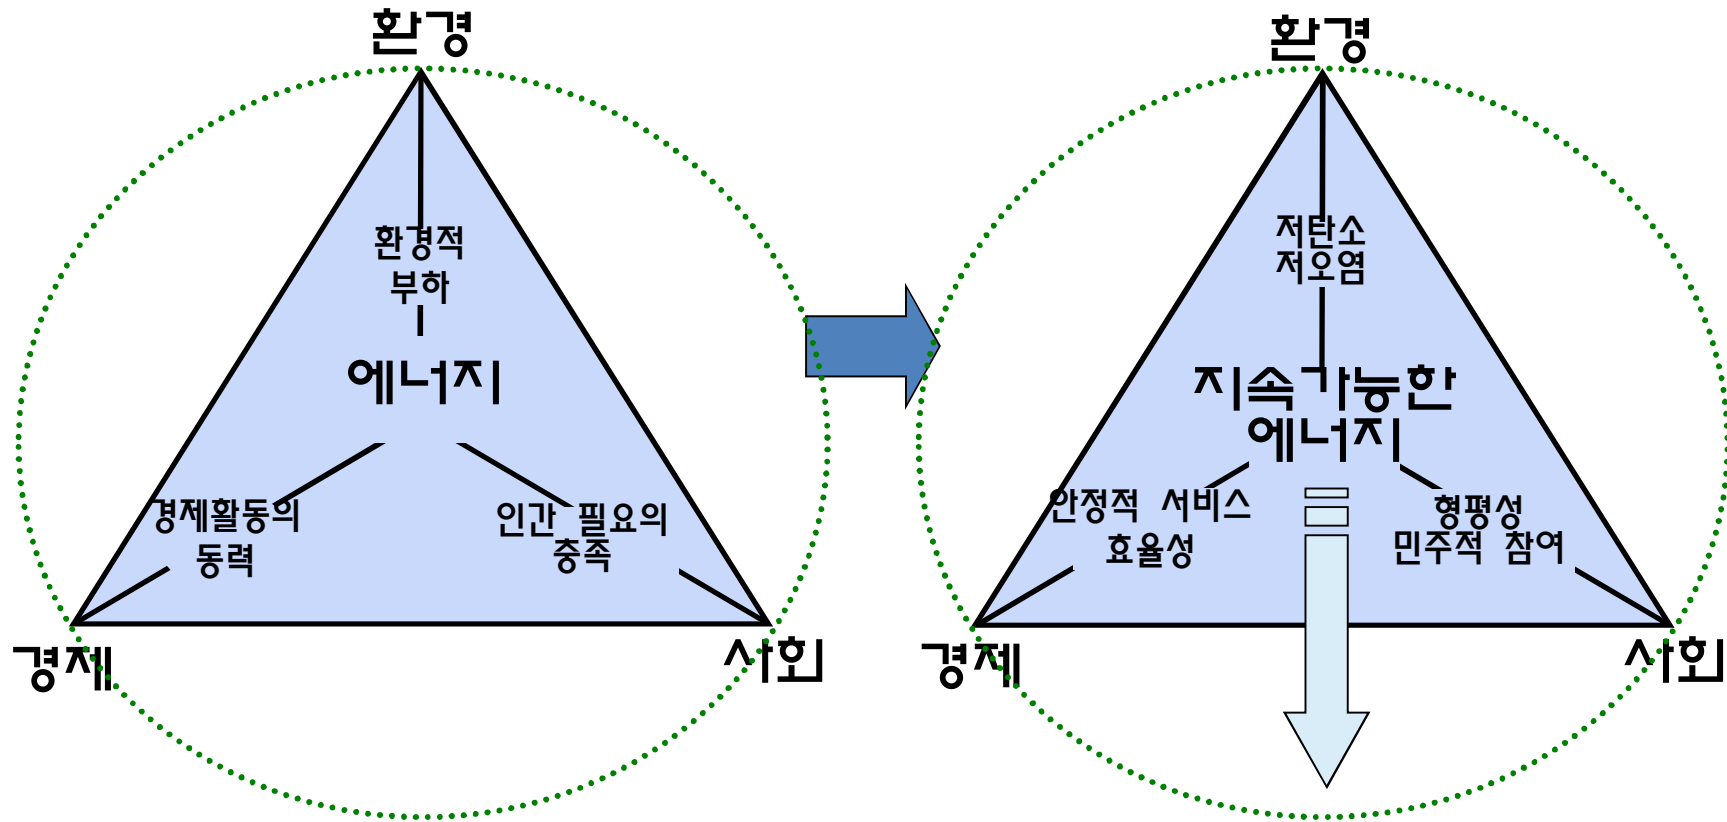 환경
환경적
부하
에너지
경제활동의
동력
인간 필요의
충족
경제
사회
환경
저탄소
저오염
지속가능한
에너지
안정적 서비스
효율성
형평성
민주적 참여
경제
사회